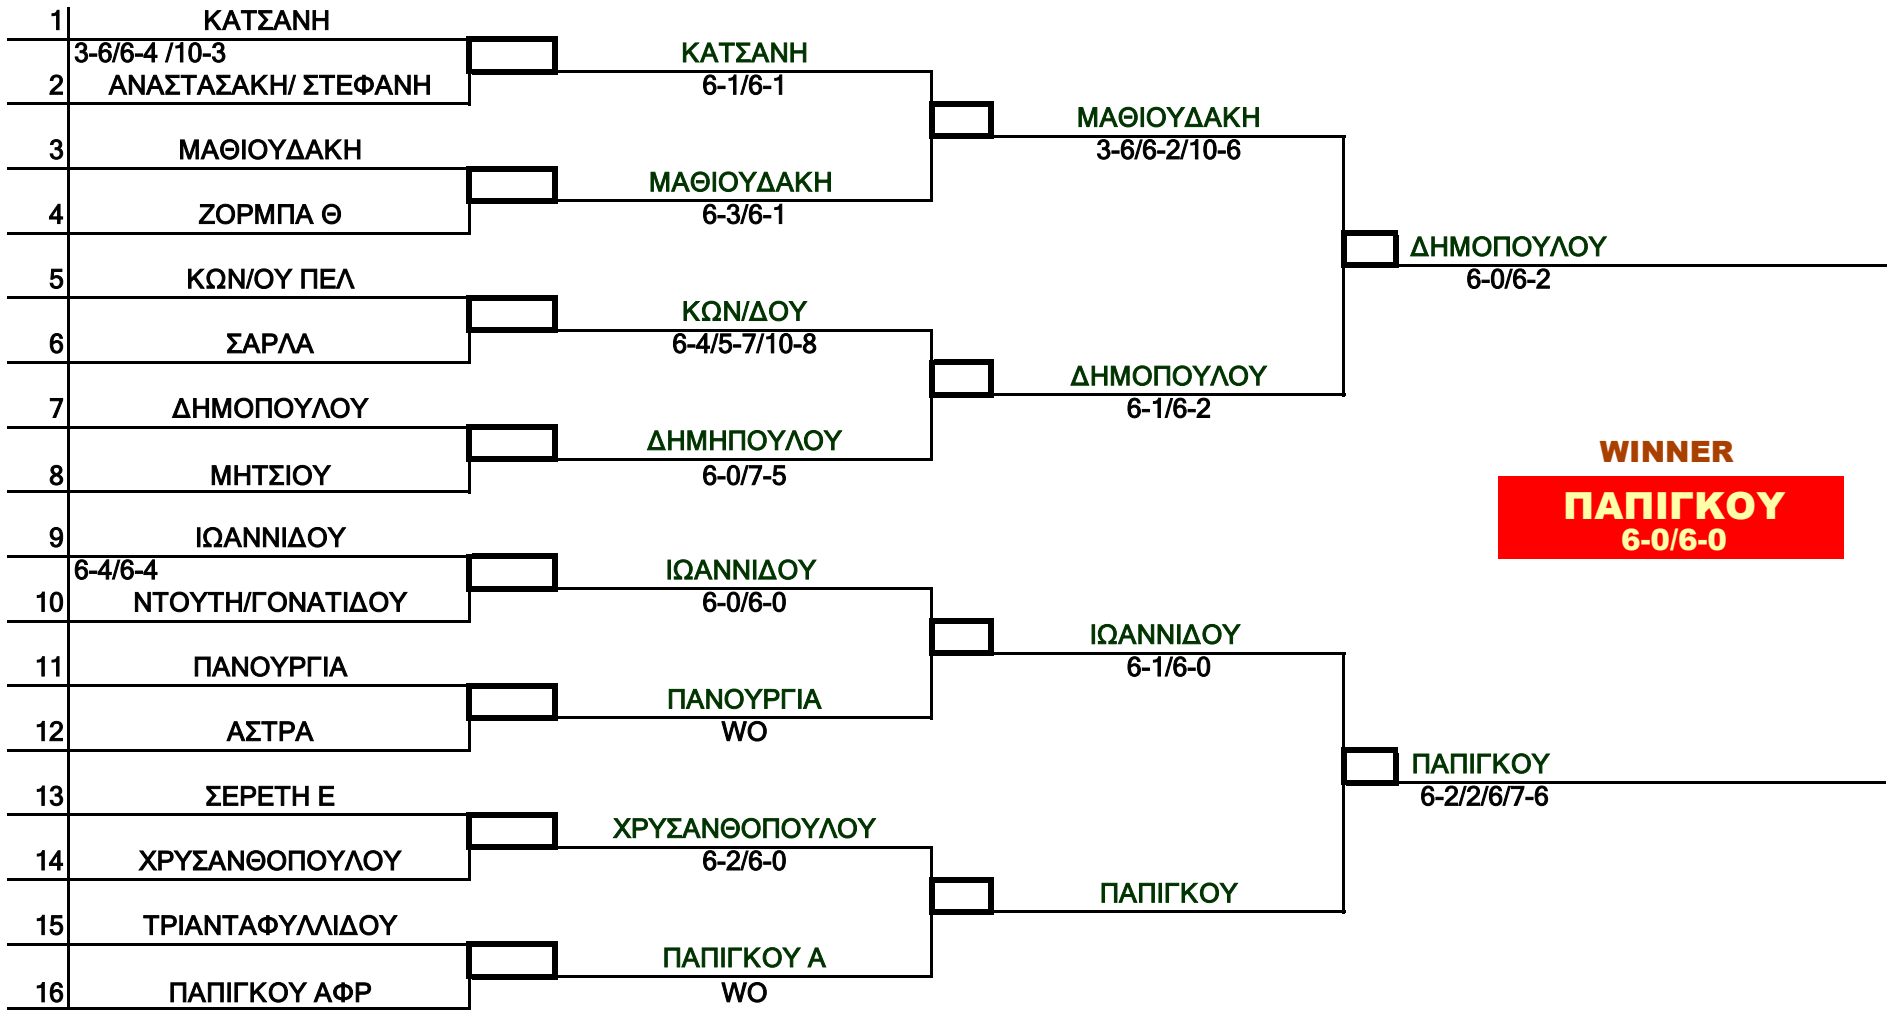 1 ΚΑΤΣΑΝΗ
3-6/6-4 /10-3
ΚΑΤΣΑΝΗ
2 ΑΝΑΣΤΑΣΑΚΗ/ ΣΤΕΦΑΝΗ
6-1/6-1
ΜΑΘΙΟΥΔΑΚΗ
3 ΜΑΘΙΟΥΔΑΚΗ
3-6/6-2/10-6
ΜΑΘΙΟΥΔΑΚΗ
4 ΖΟΡΜΠΑ Θ
6-3/6-1
ΔΗΜΟΠΟΥΛΟΥ
5 ΚΩΝ/ΟΥ ΠΕΛ
6-0/6-2
ΚΩΝ/ΔΟΥ
6 ΣΑΡΛΑ
6-4/5-7/10-8
ΔΗΜΟΠΟΥΛΟΥ
7 ΔΗΜΟΠΟΥΛΟΥ
6-1/6-2
ΔΗΜΗΠΟΥΛΟΥ
WINNER
8 ΜΗΤΣΙΟΥ
6-0/7-5
ΠΑΠΙΓΚΟΥ
6-0/6-0
9 ΙΩΑΝΝΙΔΟΥ
6-4/6-4
ΙΩΑΝΝΙΔΟΥ
10 ΝΤΟΥΤΗ/ΓΟΝΑΤΙΔΟΥ
6-0/6-0
ΙΩΑΝΝΙΔΟΥ
11 ΠΑΝΟΥΡΓΙΑ
6-1/6-0
ΠΑΝΟΥΡΓΙΑ
12 ΑΣΤΡΑ
WO
ΠΑΠΙΓΚΟΥ
13 ΣΕΡΕΤΗ Ε
6-2/2/6/7-6
ΧΡΥΣΑΝΘΟΠΟΥΛΟΥ
14 ΧΡΥΣΑΝΘΟΠΟΥΛΟΥ
6-2/6-0
ΠΑΠΙΓΚΟΥ
15 ΤΡΙΑΝΤΑΦΥΛΛΙΔΟΥ
ΠΑΠΙΓΚΟΥ Α
16 ΠΑΠΙΓΚΟΥ ΑΦΡ
WO